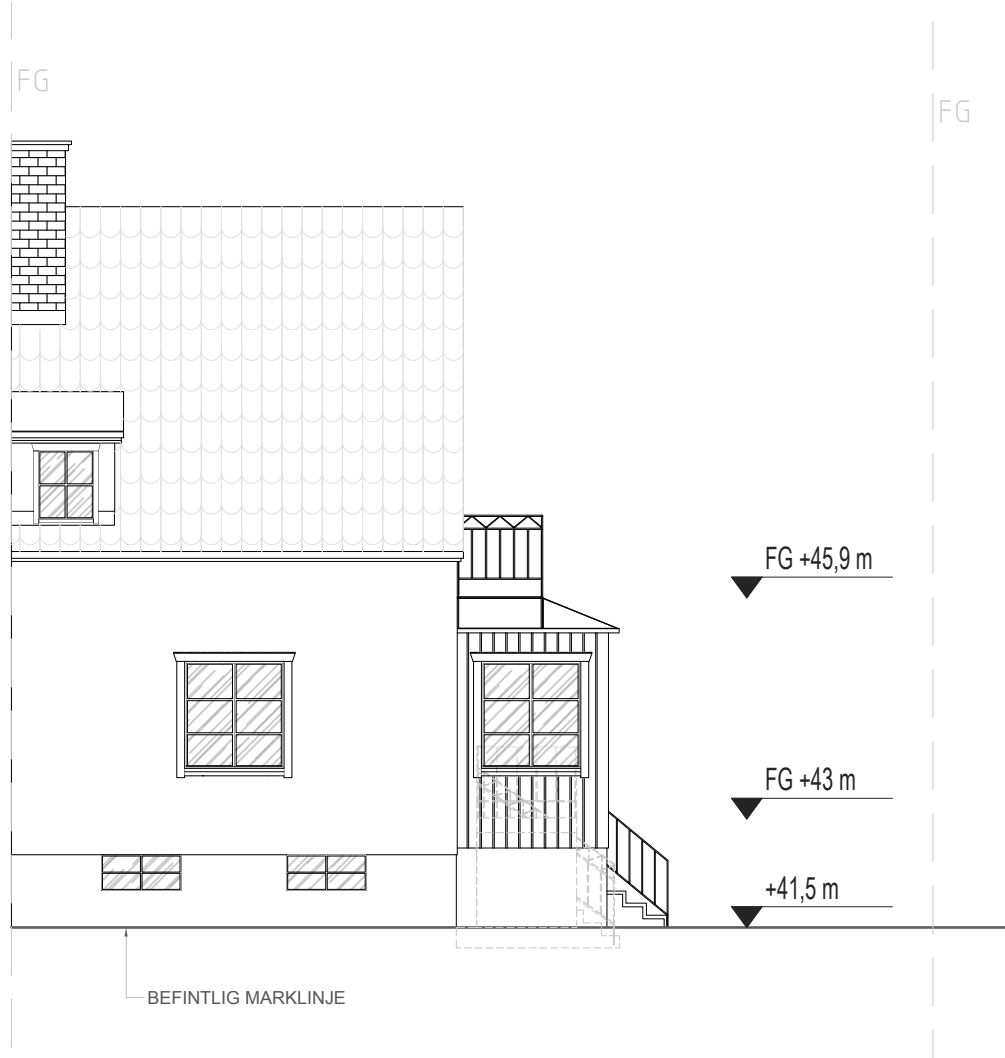 FG
FG
FG +45,9 m
FG +43 m
+41,5 m
BEFINTLIG MARKLINJE